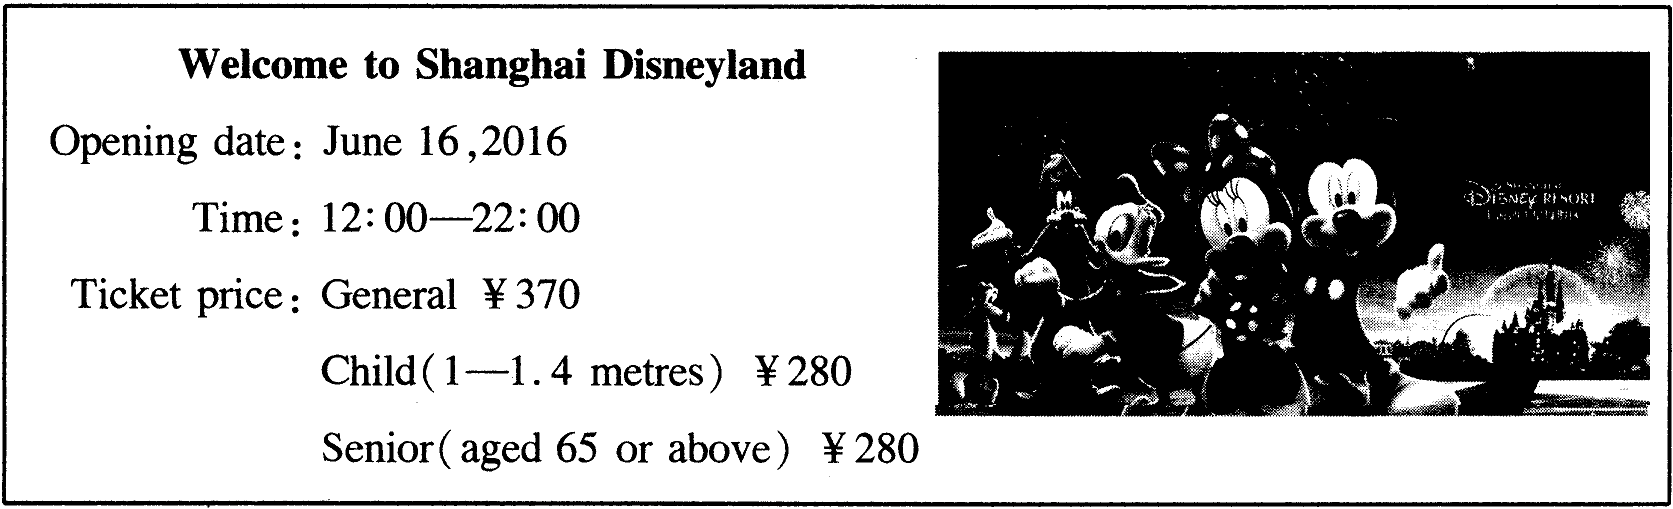 Welcome to Shanghai Disneyland
Opening date: June 16,2016
Time: 12:00—22:00
Ticket price: General ¥370
Child(1—1.4 metres) ¥280
Senior(aged 65 or above) ¥280
DISNEY RESORT